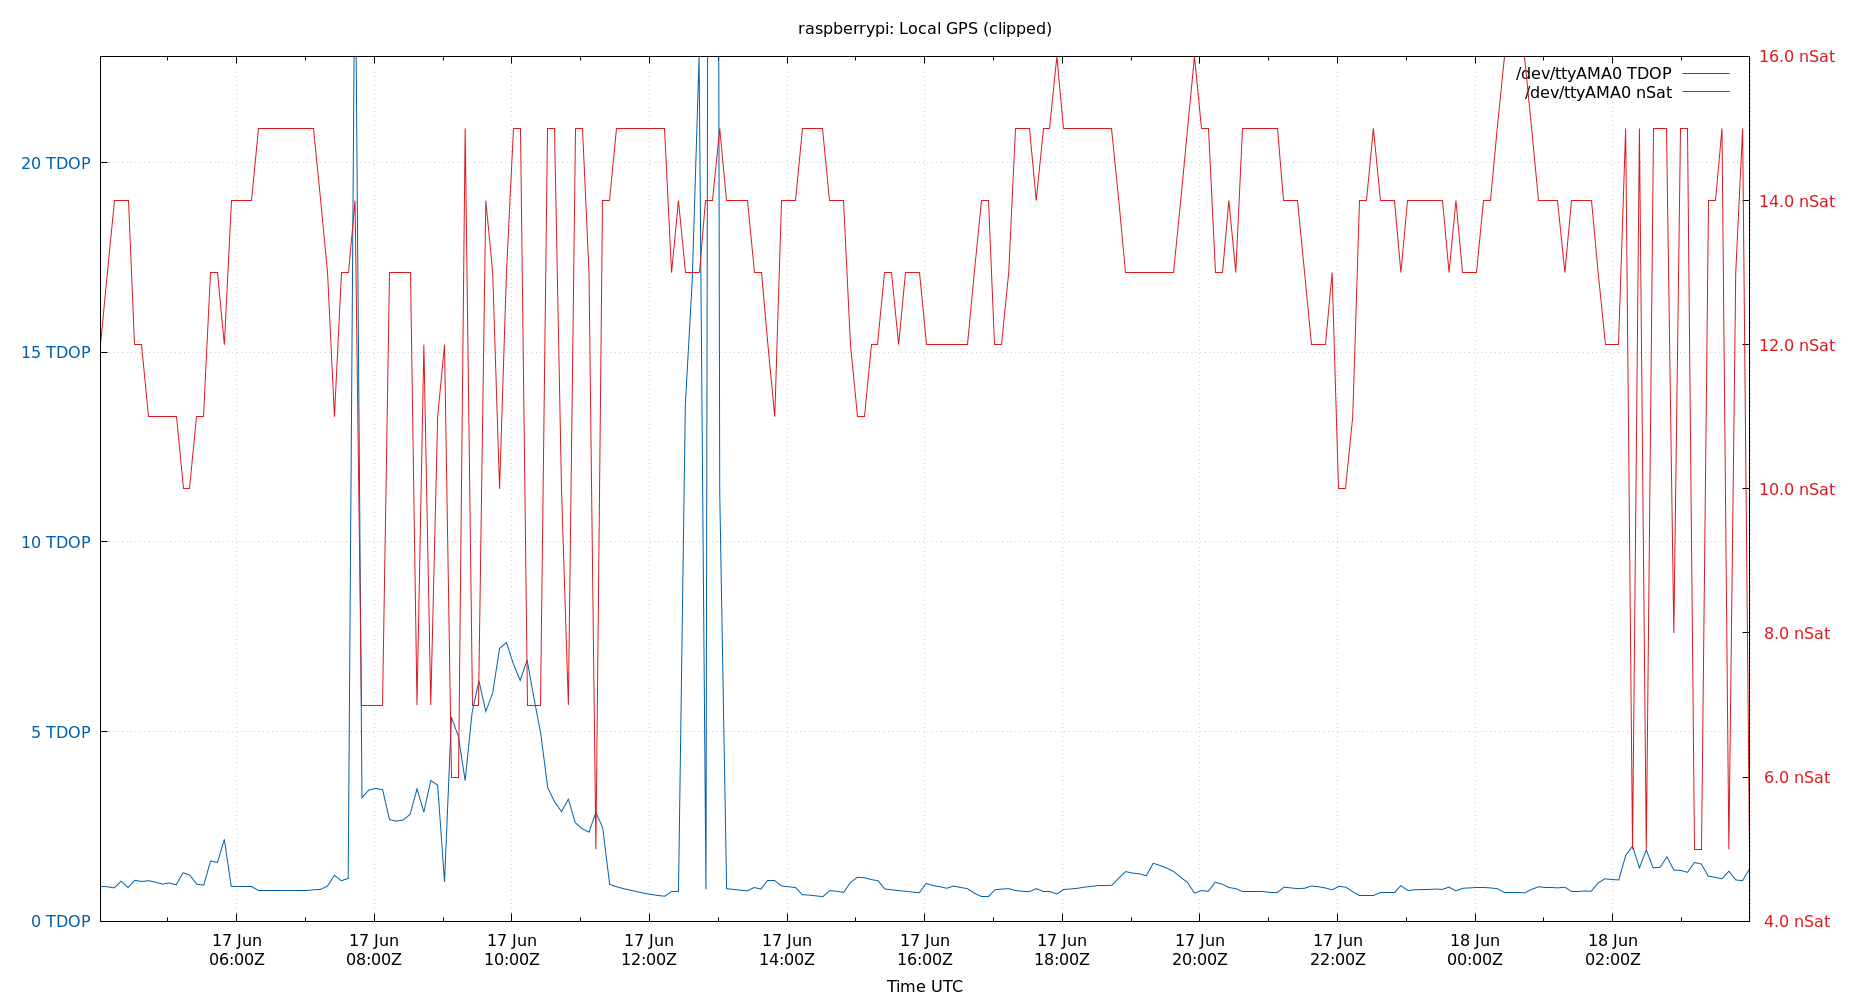 raspberrypi: Local GPS (clipped)
16.0 nSat
/dev/ttyAMA0 TDOP
/dev/ttyAMA0 nSat
20 TDOP
14.0 nSat
15 TDOP
12.0 nSat
10.0 nSat
10 TDOP
8.0 nSat
5 TDOP
6.0 nSat
0 TDOP
4.0 nSat
17 Jun 17 Jun 17 Jun 17 Jun 17 Jun 17 Jun 17 Jun 17 Jun 17 Jun 18 Jun 18 Jun
06:00Z 08:00Z 10:00Z 12:00Z 14:00Z 16:00Z 18:00Z 20:00Z 22:00Z 00:00Z 02:00Z
Time UTC